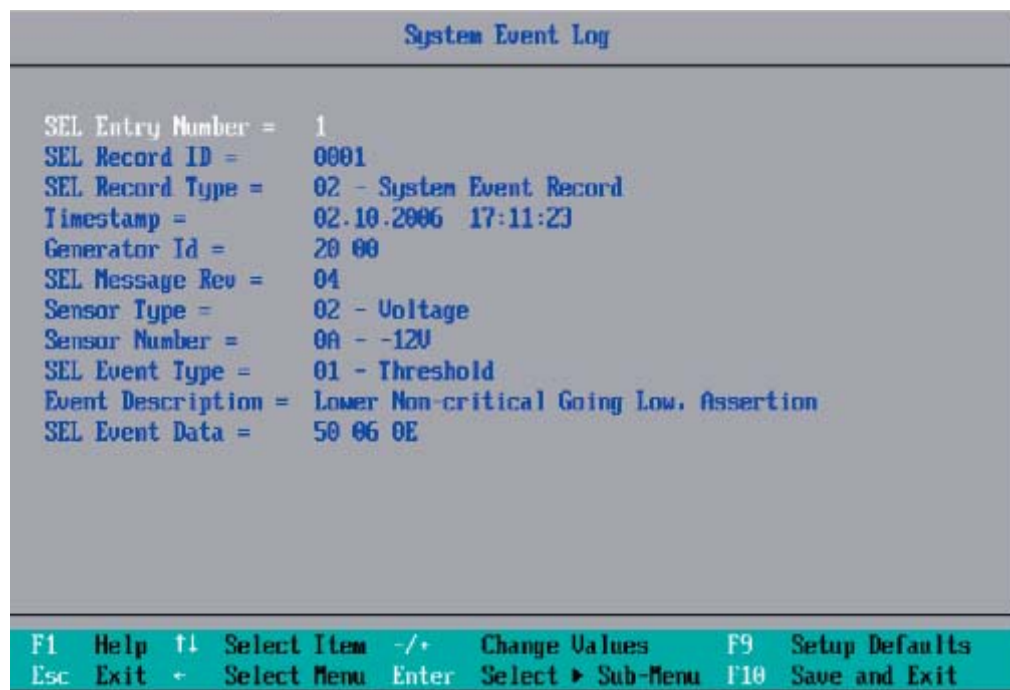 System Event Log
SEL Entry Number = 1
SEL Record ID = 0001
SEL Record Type = 02 - System Event Record
Timestamp = 02.10.2006 17:11:23
Generator Id = 20 00
SEL Message Rev = 04
Sensor Type = 02 - Voltage
Sensor Number = 0A - -12V
SEL Event Type = 01 - Threshold
Event Description = Lower Non-critical Going Low, Assertion
SEL Event Data = 50 06 0E
F1 Help ↑↓ Select Item -/+ Change Values F9 Setup Defaults
Esc Exit ← Select Menu Enter Select ▶ Sub-Menu F10 Save and Exit